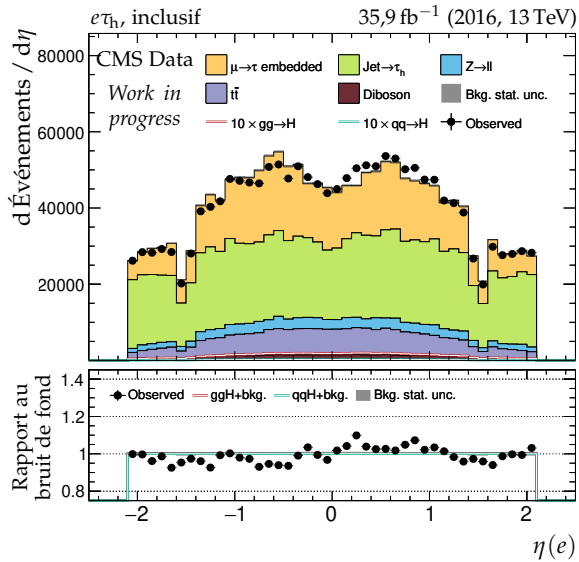 eτh, inclusif 35,9 fb⁻¹ (2016, 13 TeV)
CMS Data
Work in
progress
μ→τ embedded Jet→τh Z→ll
tt̄ Diboson Bkg. stat. unc.
10 × gg→H 10 × qq→H Observed
d Événements / dη
80000
60000
40000
20000
Observed ggH+bkg. qqH+bkg. Bkg. stat. unc.
Rapport au
bruit de fond
1.4
1.2
1
0.8
−2 −1 0 1 2
η(e)